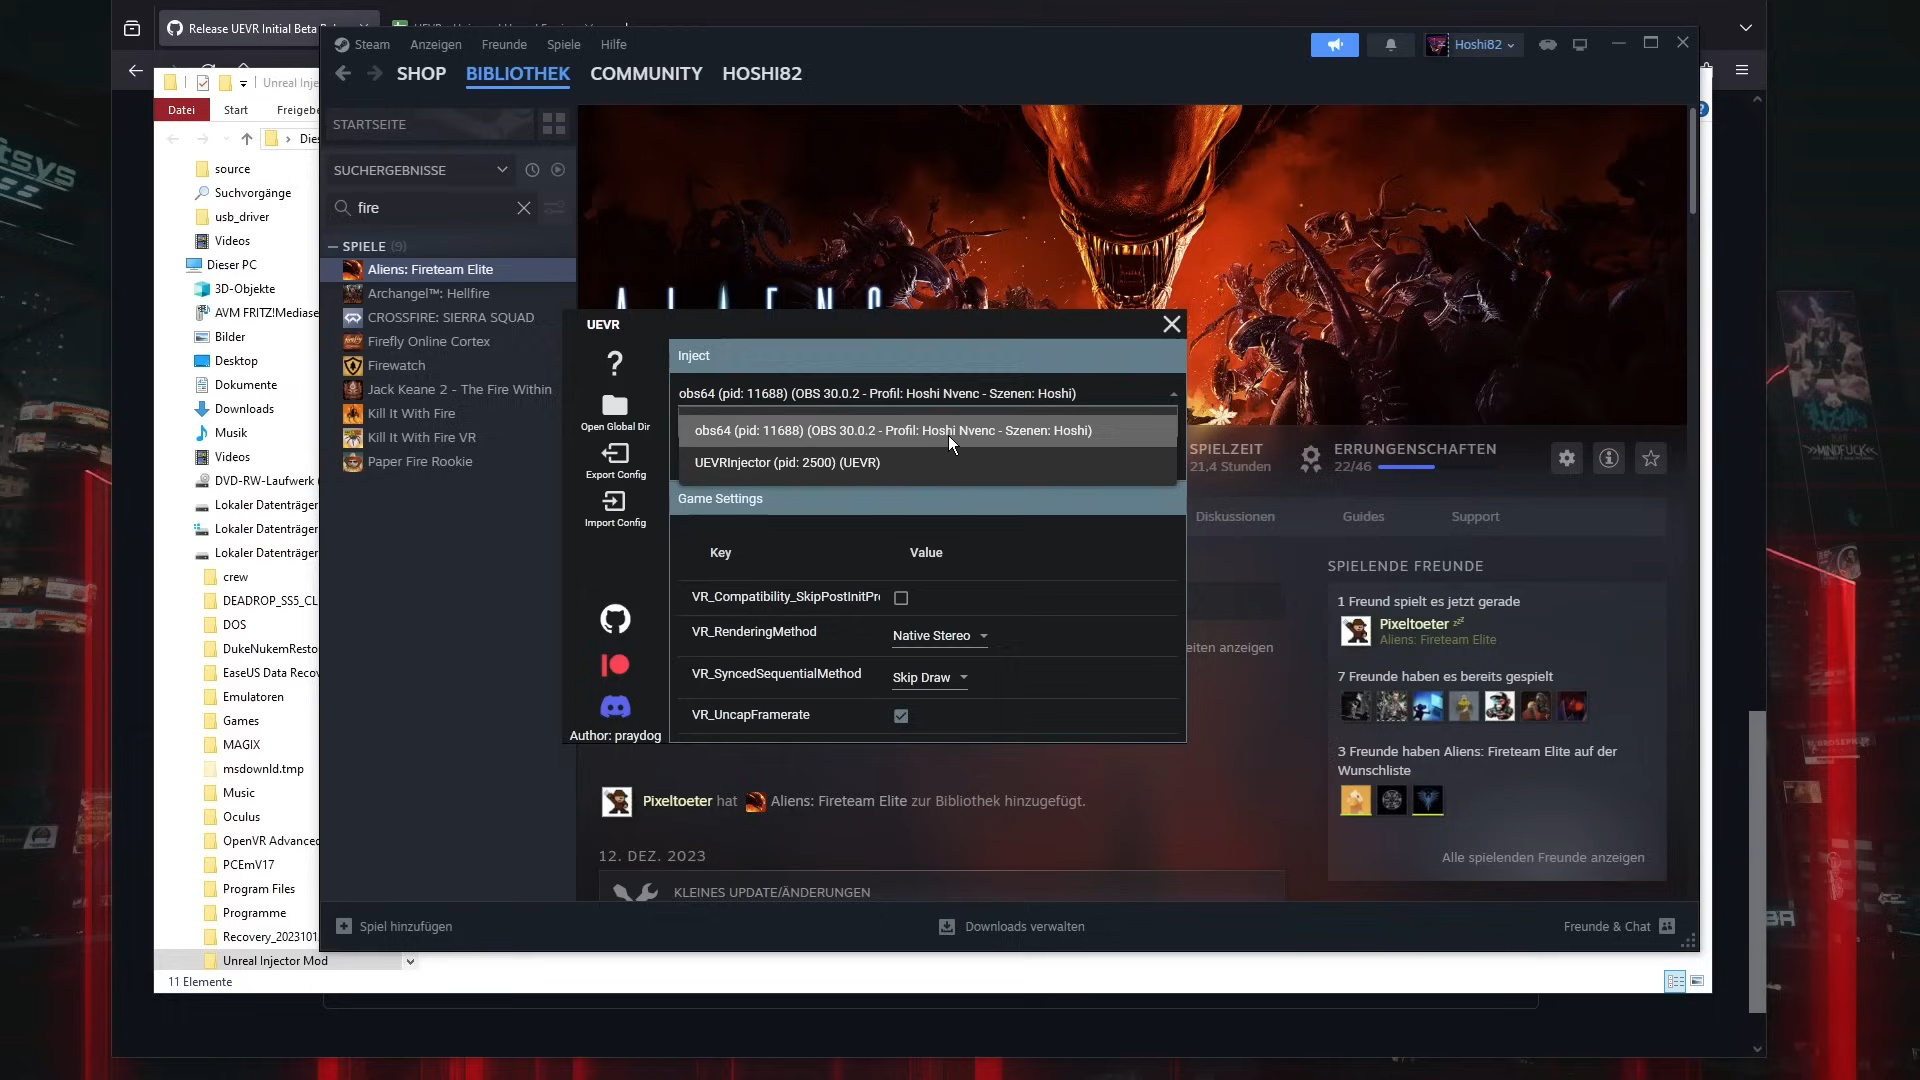 Release UEVR Initial Beta
Steam
Anzeigen
Freunde
Spiele
Hilfe
Hoshi82
SHOP
BIBLIOTHEK
COMMUNITY
HOSHI82
Datei
Start
source
Suchvorgänge
usb_driver
Videos
Dieser PC
3D-Objekte
AVM FRITZ!Mediase
Bilder
Desktop
Dokumente
Downloads
Musik
Videos
DVD-RW-Laufwerk
Lokaler Datenträger
Lokaler Datenträger
Lokaler Datenträger
crew
DEADROP_SS5_CL
DOS
DukeNukemResto
EaseUS Data Recov
Emulatoren
Games
MAGIX
msdownld.tmp
Music
Oculus
OpenVR Advanced
PCEmV17
Program Files
Programme
Recovery_2023101
Unreal Injector Mod
11 Elemente
STARTSEITE
SUCHERGEBNISSE
fire
SPIELE (9)
Aliens: Fireteam Elite
Archangel™: Hellfire
CROSSFIRE: SIERRA SQUAD
Firefly Online Cortex
Firewatch
Jack Keane 2 - The Fire Within
Kill It With Fire
Kill It With Fire VR
Paper Fire Rookie
UEVR
Open Global Dir
Export Config
Import Config
Author: praydog
Inject
obs64 (pid: 11688) (OBS 30.0.2 - Profil: Hoshi Nvenc - Szenen: Hoshi)
obs64 (pid: 11688) (OBS 30.0.2 - Profil: Hoshi Nvenc - Szenen: Hoshi)
UEVRInjector (pid: 2500) (UEVR)
Game Settings
Key
Value
VR_Compatibility_SkipPostInitPr
VR_RenderingMethod
Native Stereo
VR_SyncedSequentialMethod
Skip Draw
VR_UncapFramerate
SPIELZEIT
21,4 Stunden
ERRUNGENSCHAFTEN
22/46
Diskussionen
Guides
Support
eiten anzeigen
SPIELENDE FREUNDE
1 Freund spielt es jetzt gerade
Pixeltoeter zzz
Aliens: Fireteam Elite
7 Freunde haben es bereits gespielt
3 Freunde haben Aliens: Fireteam Elite auf der
Wunschliste
Alle spielenden Freunde anzeigen
Pixeltoeter hat Aliens: Fireteam Elite zur Bibliothek hinzugefügt.
12. DEZ. 2023
KLEINES UPDATE/ÄNDERUNGEN
Spiel hinzufügen
Downloads verwalten
Freunde & Chat